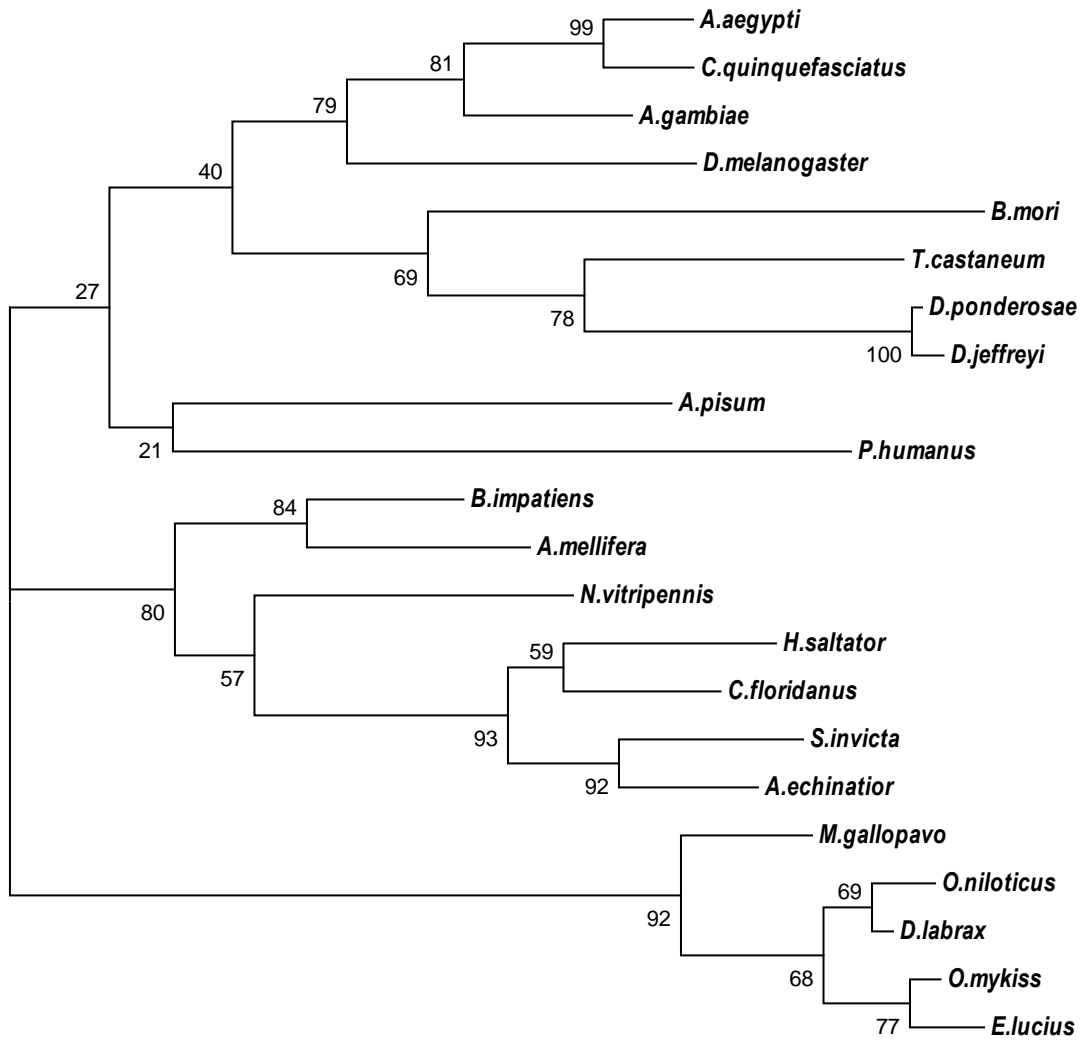 A.aegypti
99
C.quinquefasciatus
81
A.gambiae
79
D.melanogaster
40
B.mori
T.castaneum
69
27
D.ponderosae
78
D.jeffreyi
100
A.pisum
21
P.humanus
B.impatiens
84
A.mellifera
N.vitripennis
80
H.saltator
59
57
C.floridanus
S.invicta
93
A.echinatior
92
M.gallopavo
O.niloticus
69
92
D.labrax
O.mykiss
68
E.lucius
77